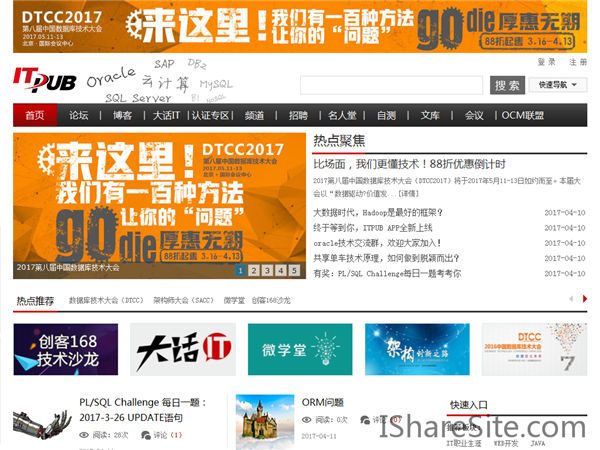 DTCC2017
第八届中国数据库技术大会
2017.05.11-13
北京·国际会议中心
来这里!
我们有一百种方法
让你的“问题”
go die
厚惠无期
88折起售 3.16-4.13
登录 注册
ITPUB
Oracle SAP DB2
云计算 MySQL
SQL Server BI NoSQL
搜索
快速导航
首页 论坛 博客 大话IT 认证专区 频道 招聘 名人堂 自测 文库 会议 OCM联盟
来这里!
DTCC2017
第八届中国数据库技术大会
2017.05.11-13
北京·国际会议中心
我们有一百种方法
让你的“问题”
go die
厚惠无期
88折起售 3.16-4.13
2017第八届中国数据库技术大会
1 2 3 4 5
热点聚焦
比场面，我们更懂技术！88折优惠倒计时
2017第八届中国数据库技术大会（DTCC2017）将于2017年5月11-13日如约而至。本届大
会以“数据驱动?价值发...[详情]
大数据时代，Hadoop是最好的框架？ 2017-04-10
终于等到你，ITPUB APP全新上线 2017-04-10
oracle技术交流群，欢迎大家加入！ 2017-04-10
共享单车技术原理，如何做到脱颖而出？ 2017-04-10
有奖：PL/SQL Challenge每日一题考考你 2017-04-10
热点推荐 数据库技术大会（DTCC） 架构师大会（SACC） 微学堂 创客168沙龙
创客168
技术沙龙
大话IT
微学堂
架构创新之路
DTCC
2016中国数据库技术大会
7
PL/SQL Challenge 每日一题：
2017-3-26 UPDATE语句
阅读：28次 评论（1）
ORM问题
阅读：0次 评论（0）
2017-04-11
快速入口
推荐板块
IT职业生涯 WEB开发 JAVA
IShareSite.com